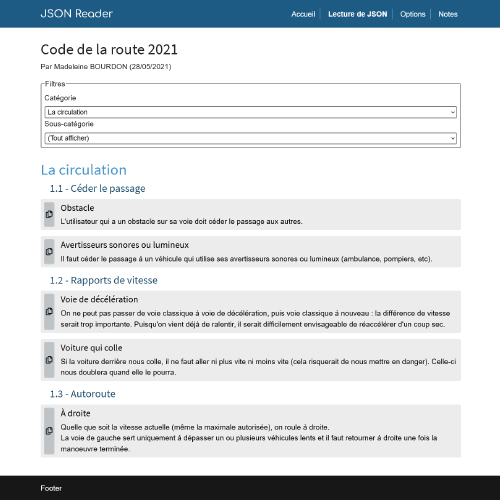 JSON Reader
Accueil
Lecture de JSON
Options
Notes
Code de la route 2021
Par Madeleine BOURDON (28/05/2021)
Filtres
Catégorie
La circulation
Sous-catégorie
(Tout afficher)
La circulation
1.1 - Céder le passage
Obstacle
L'utilisateur qui a un obstacle sur sa voie doit céder le passage aux autres.
Avertisseurs sonores ou lumineux
Il faut céder le passage à un véhicule qui utilise ses avertisseurs sonores ou lumineux (ambulance, pompiers, etc).
1.2 - Rapports de vitesse
Voie de décélération
On ne peut pas passer de voie classique à voie de décélération, puis voie classique à nouveau : la différence de vitesse
serait trop importante. Puisqu'on vient déjà de ralentir, il serait difficilement envisageable de réaccélérer d'un coup sec.
Voiture qui colle
Si la voiture derrière nous colle, il ne faut aller ni plus vite ni moins vite (cela risquerait de nous mettre en danger). Celle-ci
nous doublera quand elle le pourra.
1.3 - Autoroute
À droite
Quelle que soit la vitesse actuelle (même la maximale autorisée), on roule à droite.
La voie de gauche sert uniquement à dépasser un ou plusieurs véhicules lents et il faut retourner à droite une fois la
manoeuvre terminée.
Footer